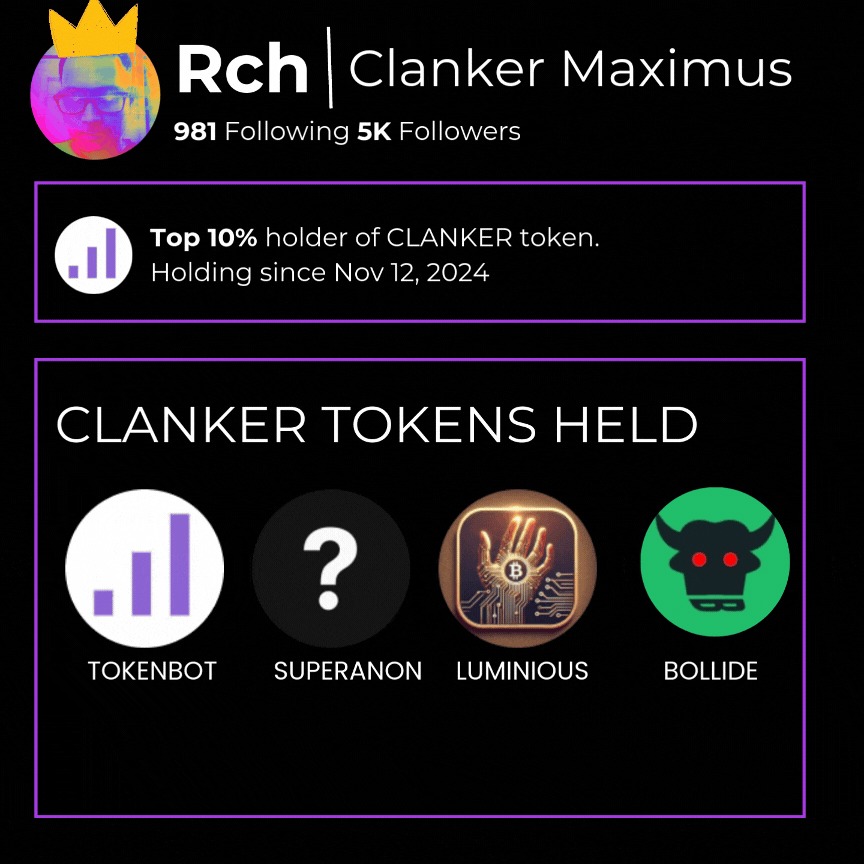 Rch | Clanker Maximus
981 Following 5K Followers
Top 10% holder of CLANKER token.
Holding since Nov 12, 2024
CLANKER TOKENS HELD
?
B
TOKENBOT SUPERANON LUMINIOUS BOLLIDE